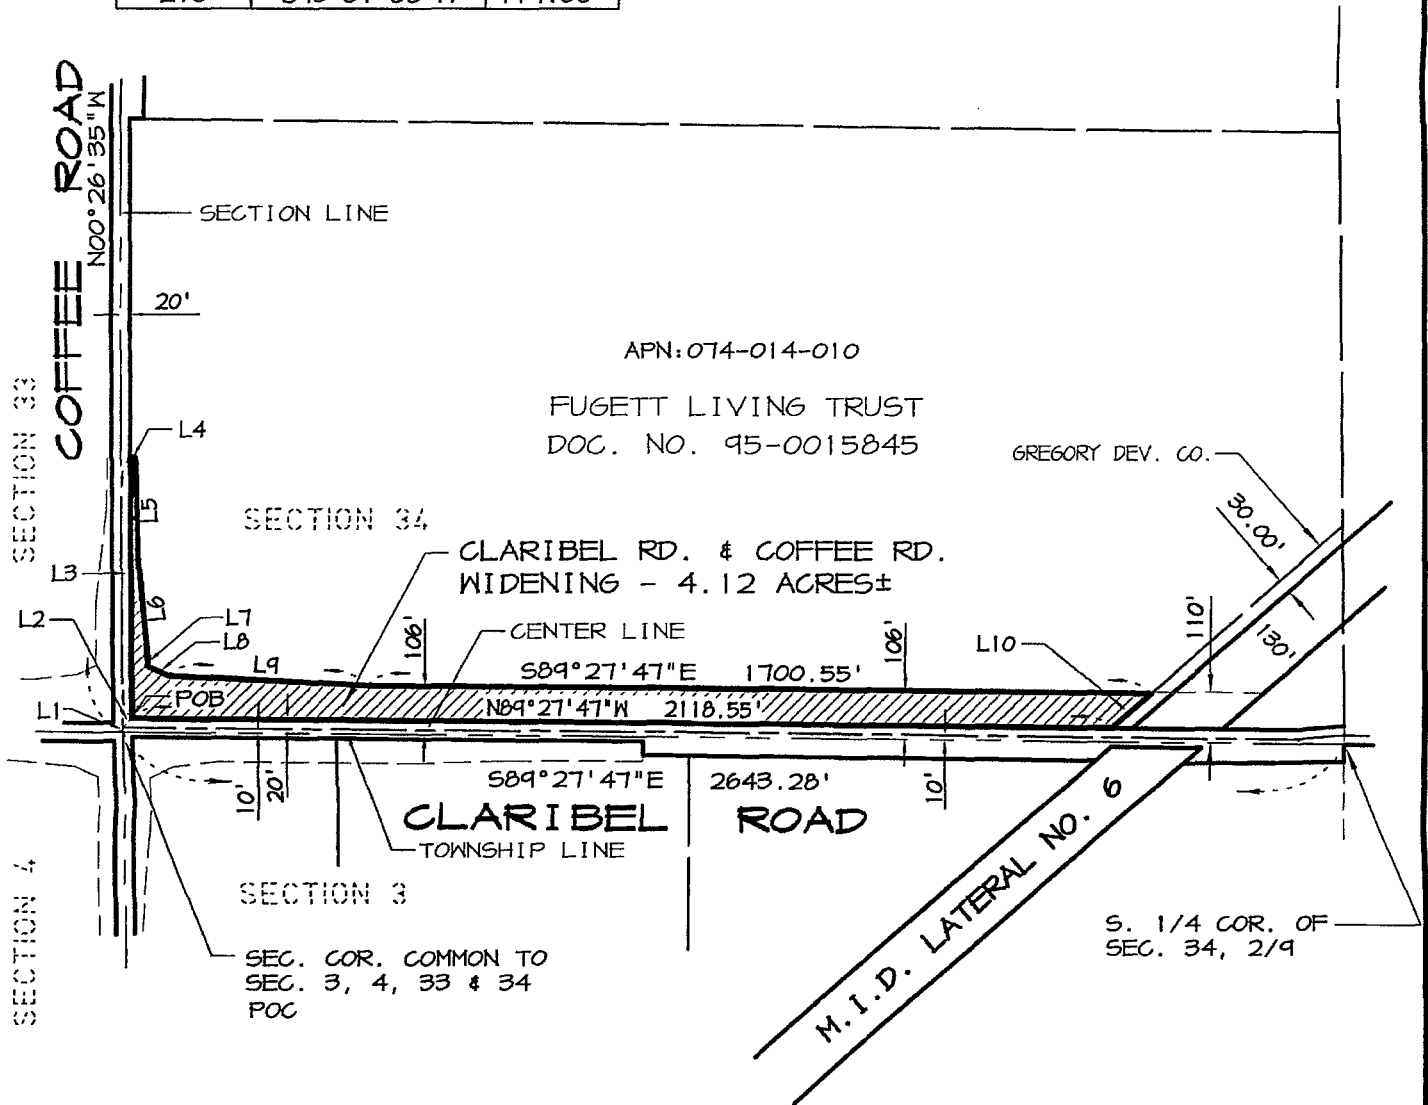 COFFEE ROAD
N00°26'35"W
SECTION LINE
20'
APN:074-014-010
FUGETT LIVING TRUST
DOC. NO. 95-0015845
GREGORY DEV. CO.
30.00'
130'
110'
SECTION 33
L4
L5
SECTION 34
CLARIBEL RD. & COFFEE RD.
WIDENING - 4.12 ACRES±
L3
L6
L2
L7
L8
L9
106'
CENTER LINE
106'
L10
S89°27'47"E 1700.55'
L1
POB
N89°27'47"W 2118.55'
10'
20'
S89°27'47"E 2643.28'
10'
CLARIBEL ROAD
TOWNSHIP LINE
SECTION 4
SECTION 3
SEC. COR. COMMON TO
SEC. 3, 4, 33 & 34
POC
M.I.D. LATERAL NO. 6
S. 1/4 COR. OF
SEC. 34, 2/9